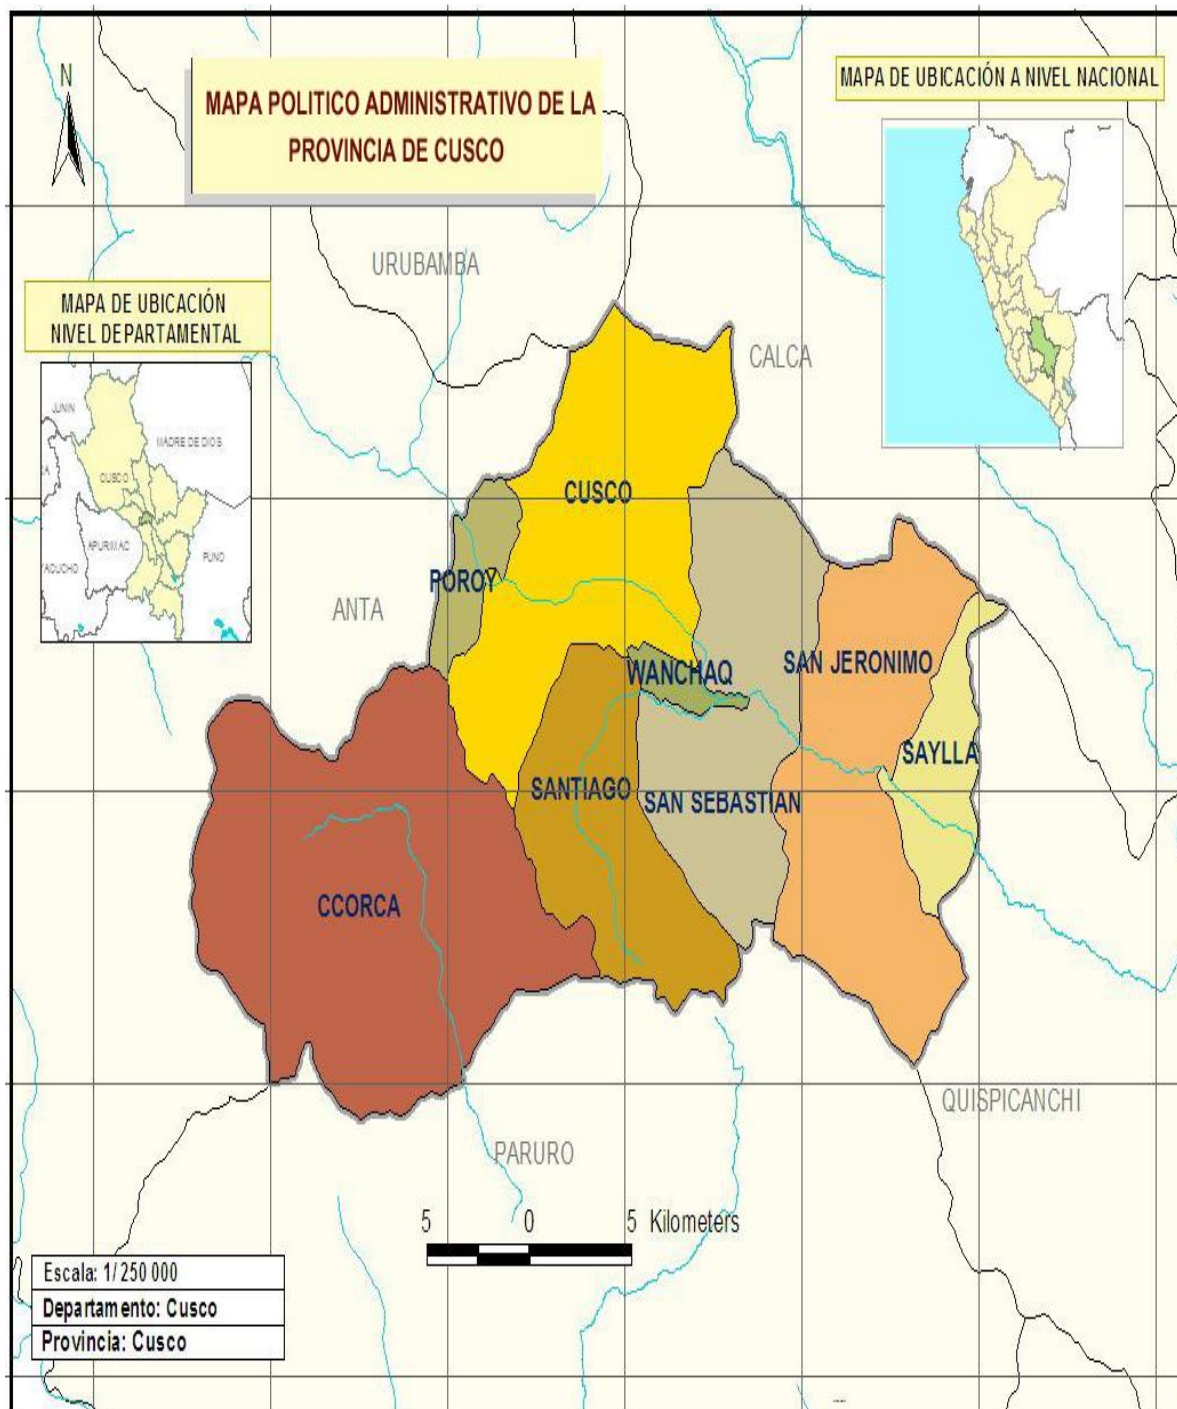 N
MAPA POLITICO ADMINISTRATIVO DE LA
PROVINCIA DE CUSCO
MAPA DE UBICACIÓN A NIVEL NACIONAL
URUBAMBA
MAPA DE UBICACIÓN
NIVEL DEPARTAMENTAL
CALCA
JUNIN
MADRE DE DIOS
CUSCO
APURIMAC
PUNO
YACUCHO
CUSCO
POROY
ANTA
WANCHAQ
SAN JERONIMO
SAYLLA
SANTIAGO
SAN SEBASTIAN
CCORCA
QUISPICANCHI
PARURO
5 0 5 Kilometers
Escala: 1/250 000
Departamento: Cusco
Provincia: Cusco